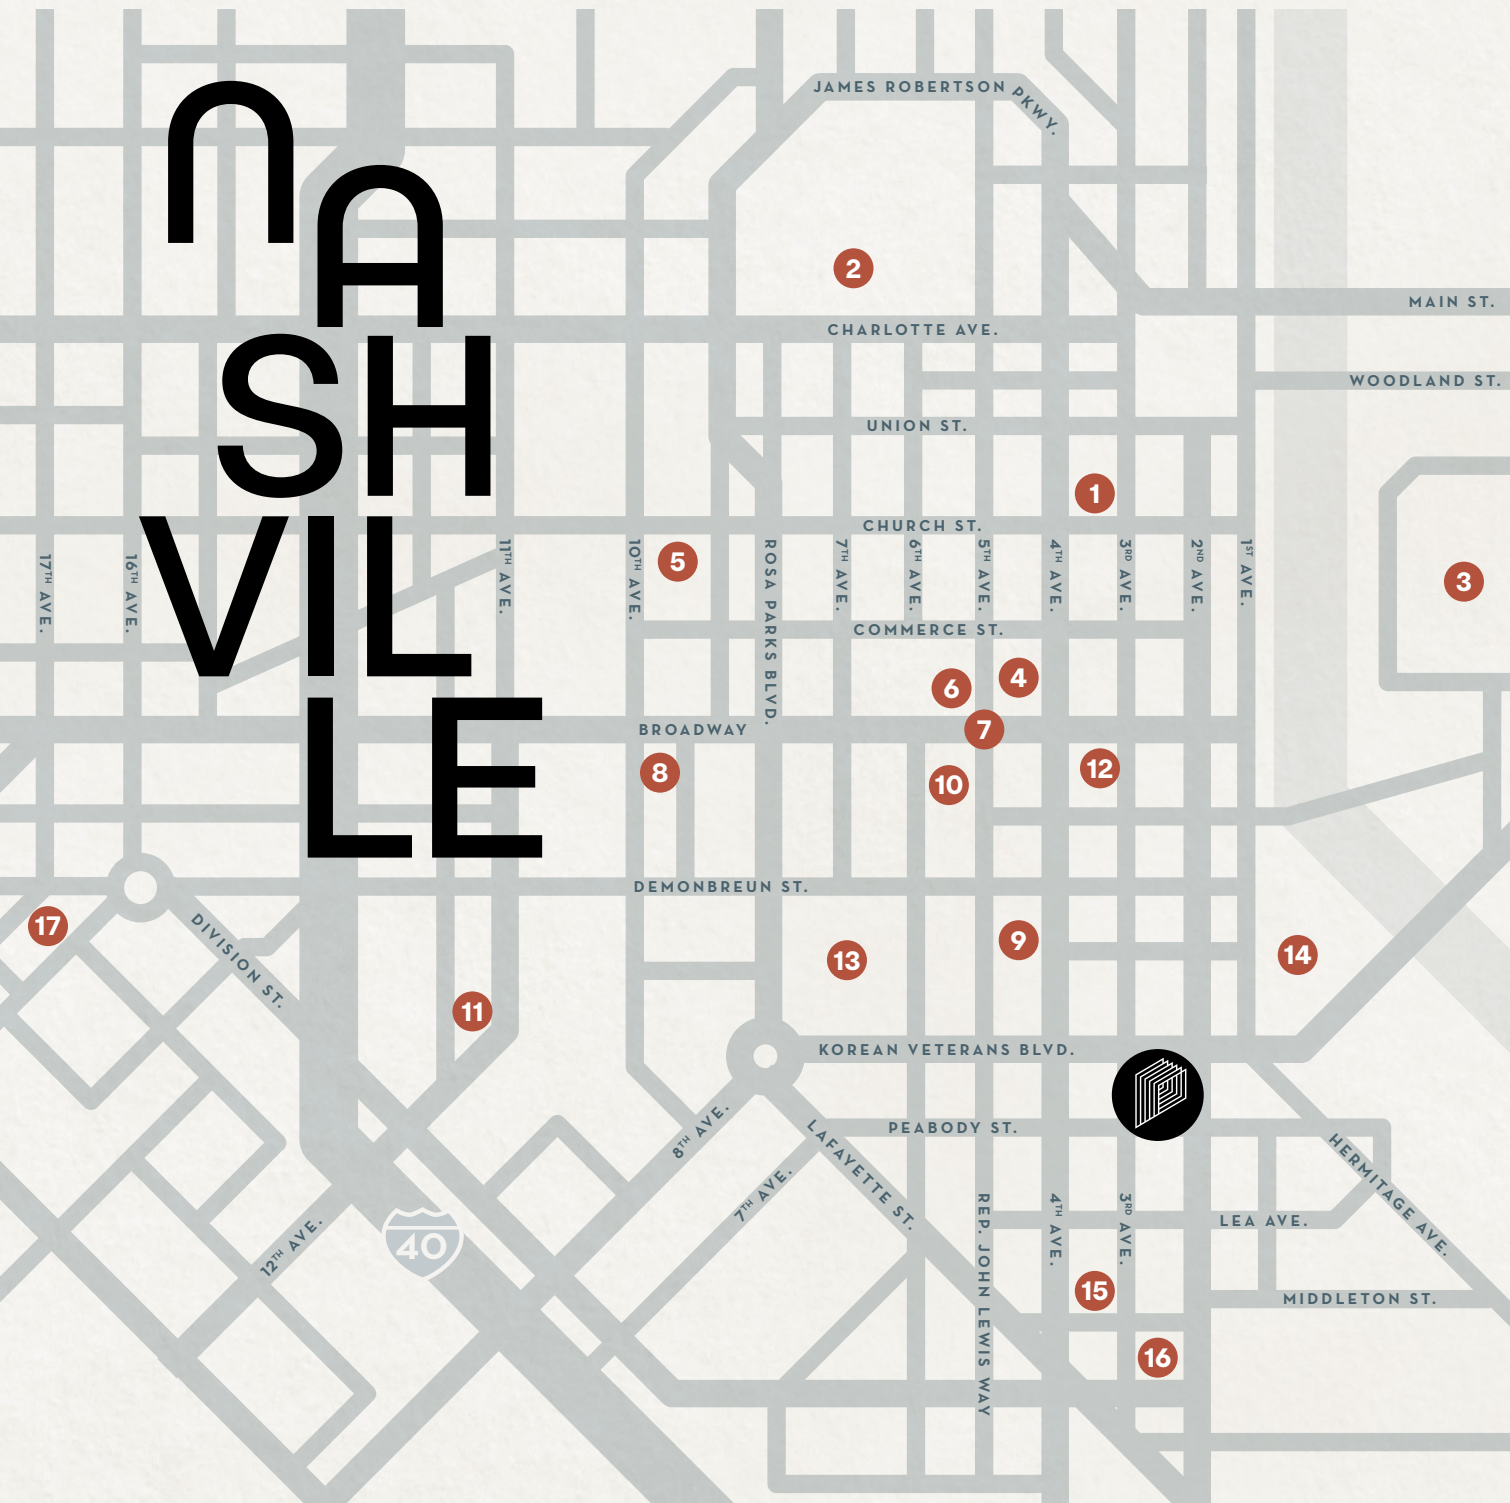 NASHVILLE
JAMES ROBERTSON PKWY.
2
MAIN ST.
CHARLOTTE AVE.
WOODLAND ST.
UNION ST.
1
CHURCH ST.
17TH AVE.
16TH AVE.
11TH AVE.
10TH AVE.
5
ROSA PARKS BLVD.
7TH AVE.
6TH AVE.
5TH AVE.
4TH AVE.
3RD AVE.
2ND AVE.
1ST AVE.
3
COMMERCE ST.
6
4
BROADWAY
7
8
10
12
DEMONBREUN ST.
17
DIVISION ST.
13
9
14
11
KOREAN VETERANS BLVD.
P
PEABODY ST.
8TH AVE.
LAFAYETTE ST.
HERMITAGE AVE.
7TH AVE.
REP. JOHN LEWIS WAY
4TH AVE.
3RD AVE.
LEA AVE.
12TH AVE.
40
15
MIDDLETON ST.
16